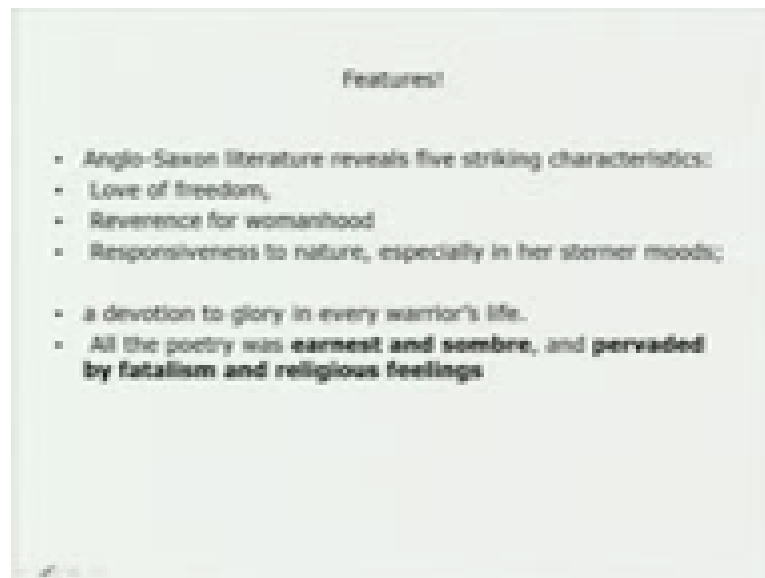 Features!
• Anglo-Saxon literature reveals five striking characteristics:
• Love of freedom,
• Reverence for womanhood
• Responsiveness to nature, especially in her sterner moods;
• a devotion to glory in every warrior's life.
• All the poetry was earnest and sombre, and pervaded
by fatalism and religious feelings